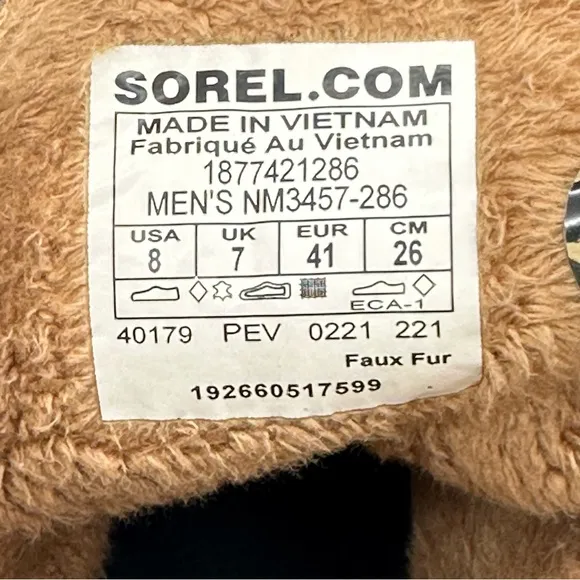 SOREL.COM
MADE IN VIETNAM
Fabriqué Au Vietnam
1877421286
MEN'S NM3457-286
USA UK EUR CM
8 7 41 26
ECA-1
40179 PEV 0221 221
Faux Fur
192660517599